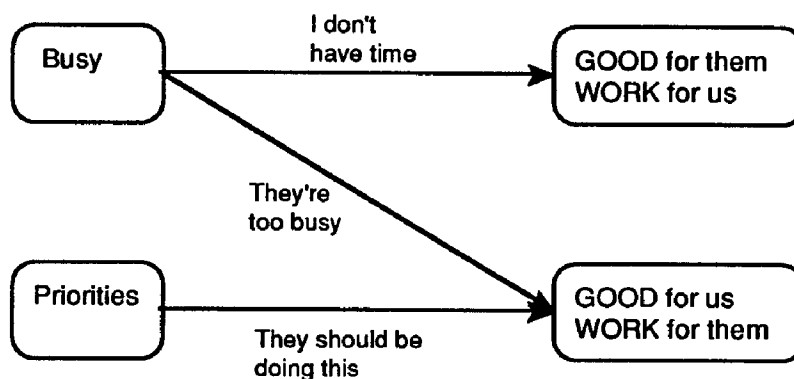 Busy
I don't
have time
GOOD for them
WORK for us
They're
too busy
Priorities
They should be
doing this
GOOD for us
WORK for them